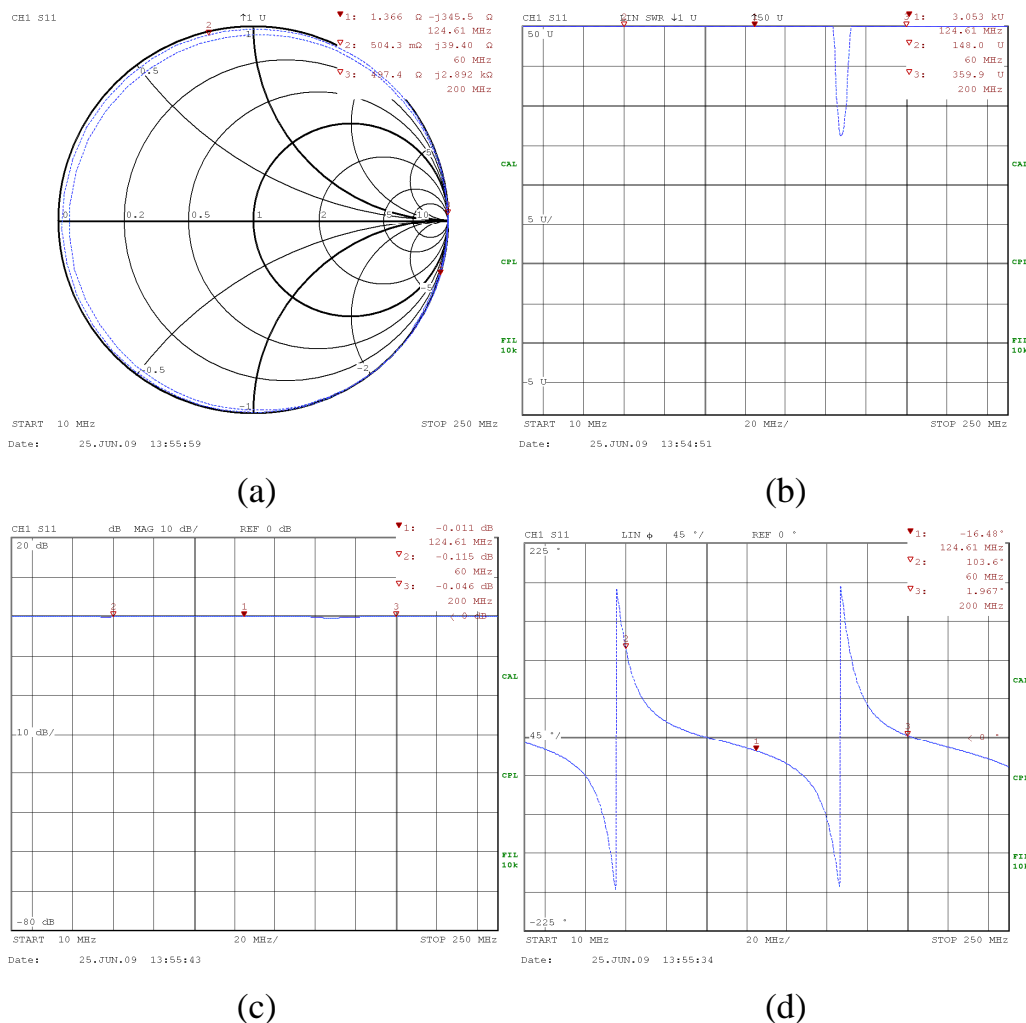 CH1 S11 ↑1 U ▼1: 1.366 Ω -j345.5 Ω
124.61 MHz
▽2: 504.3 mΩ j39.40 Ω
60 MHz
▽3: 497.4 Ω j2.892 kΩ
200 MHz
2
1
0.5
5
0 0.2 0.5 1 2 5 10
-5
-0.5 -2
-1
START 10 MHz STOP 250 MHz
Date: 25.JUN.09 13:55:59
(a)
CH1 S11 LIN SWR ↓1 U ↑50 U ▼1: 3.053 kU
124.61 MHz
▽2: 148.0 U
60 MHz
▽3: 359.9 U
200 MHz
50 U
2 3
CAL CAL
5 U/
CPL CPL
FIL FIL
10k 10k
-5 U
START 10 MHz 20 MHz/ STOP 250 MHz
Date: 25.JUN.09 13:54:51
(b)
CH1 S11 dB MAG 10 dB/ REF 0 dB ▼1: -0.011 dB
124.61 MHz
▽2: -0.115 dB
60 MHz
▽3: -0.046 dB
200 MHz
20 dB
2 1 3
< 0 dB
CAL
10 dB/
CPL
FIL
10k
-80 dB
START 10 MHz 20 MHz/ STOP 250 MHz
Date: 25.JUN.09 13:55:43
(c)
CH1 S11 LIN ϕ 45 °/ REF 0 ° ▼1: -16.48°
124.61 MHz
▽2: 103.6°
60 MHz
▽3: 1.967°
200 MHz
225 °
2
CAL
45 °/ 1 3 < 0 °
CPL
FIL
10k
-225 °
START 10 MHz 20 MHz/ STOP 250 MHz
Date: 25.JUN.09 13:55:34
(d)